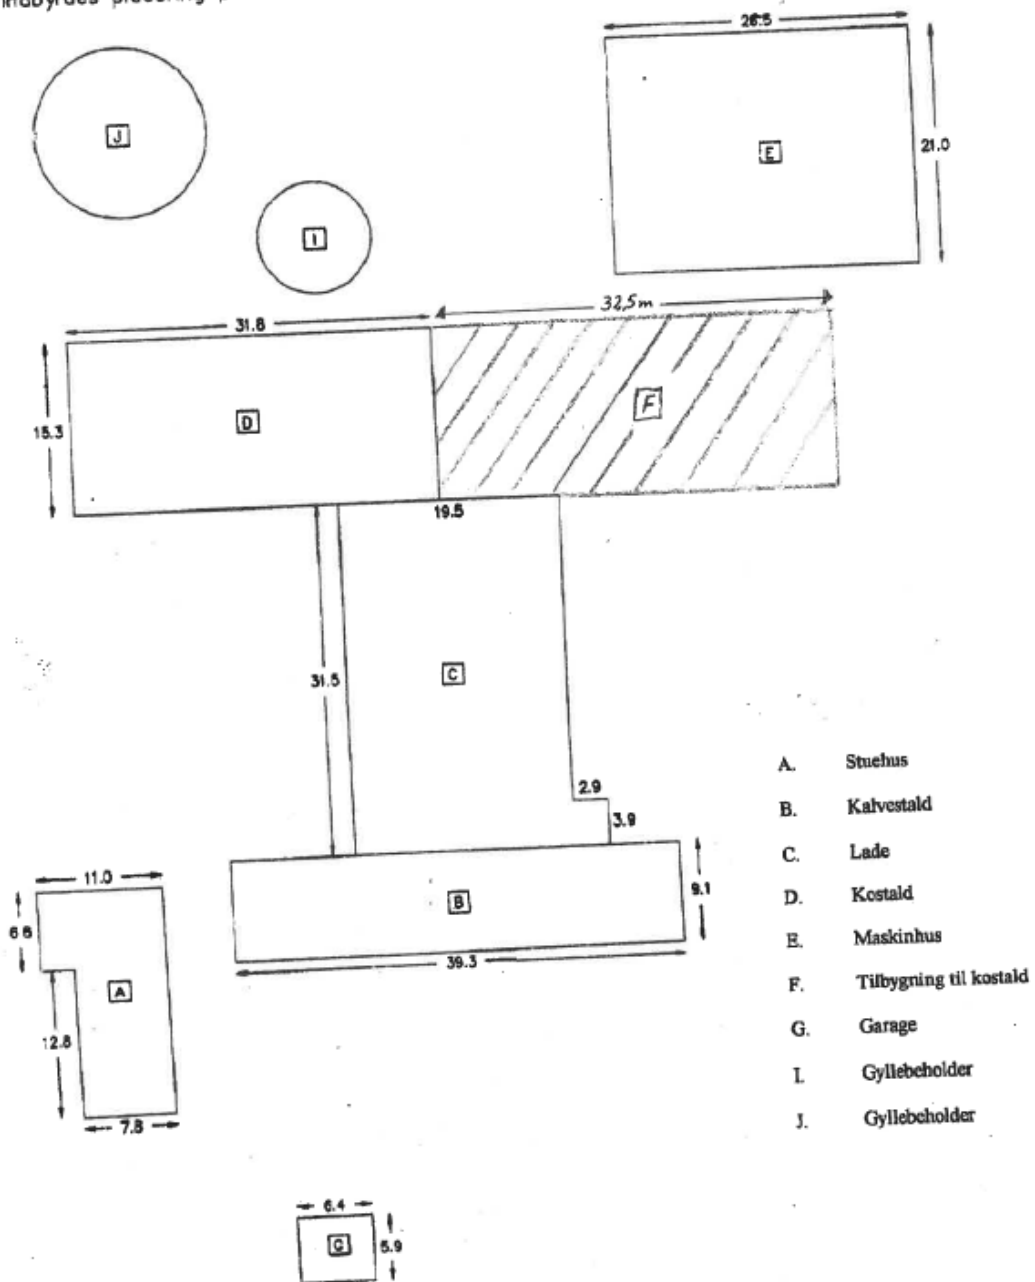 26.5
J
E
21.0
I
32,5 m
31.8
D
F
15.3
19.5
C
31.5
2.9
3.9
11.0
9.1
B
6.8
39.3
A
12.8
7.8
6.4
G
5.9
A. Stuehus
B. Kalvestald
C. Lade
D. Kostald
E. Maskinhus
F. Tilbygning til kostald
G. Garage
I. Gyllebeholder
J. Gyllebeholder